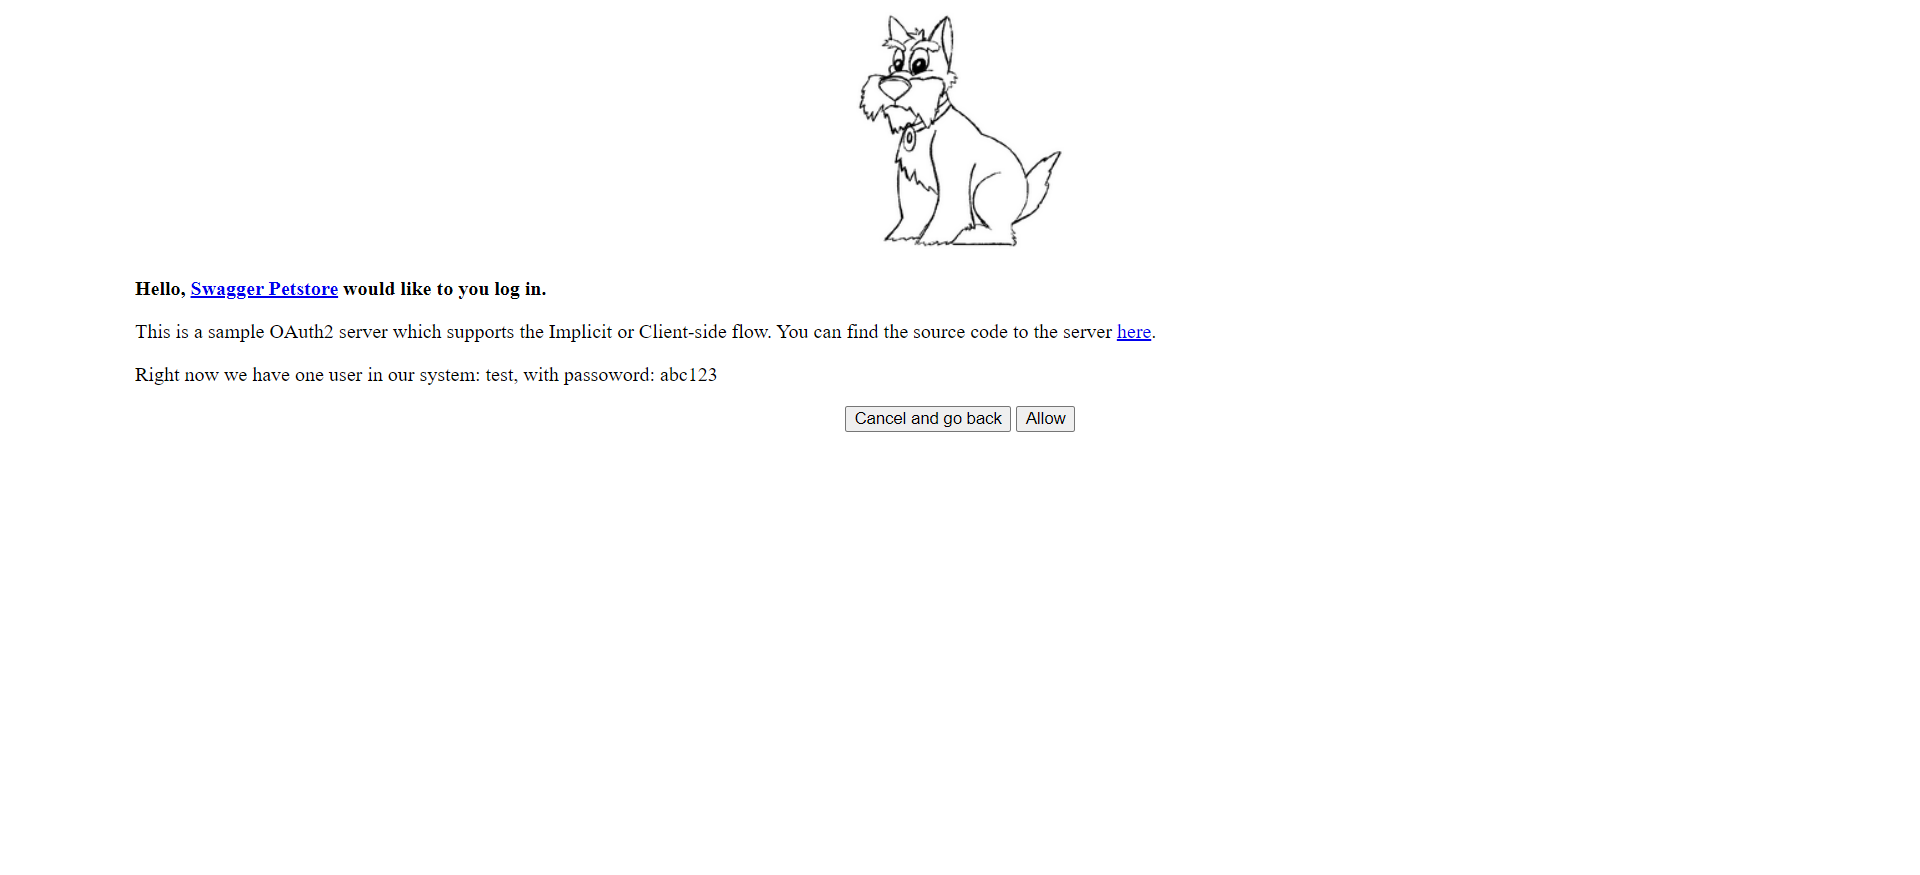 Hello, Swagger Petstore would like to you log in.
This is a sample OAuth2 server which supports the Implicit or Client-side flow. You can find the source code to the server here.
Right now we have one user in our system: test, with passoword: abc123
Cancel and go back Allow